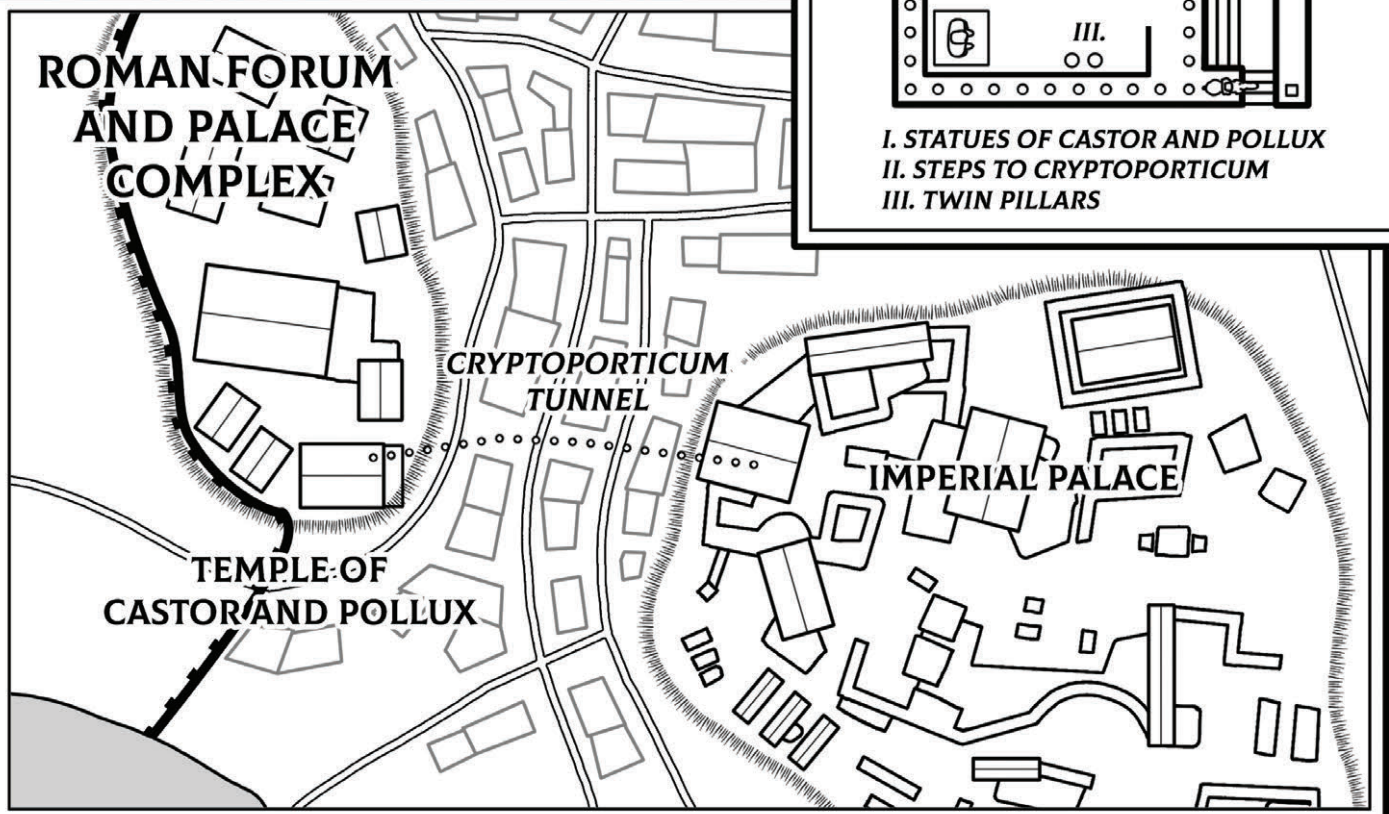 ROMAN FORUM
AND PALACE
COMPLEX
III.
I. STATUES OF CASTOR AND POLLUX
II. STEPS TO CRYPTOPORTICUM
III. TWIN PILLARS
CRYPTOPORTICUM
TUNNEL
IMPERIAL PALACE
TEMPLE OF
CASTOR AND POLLUX